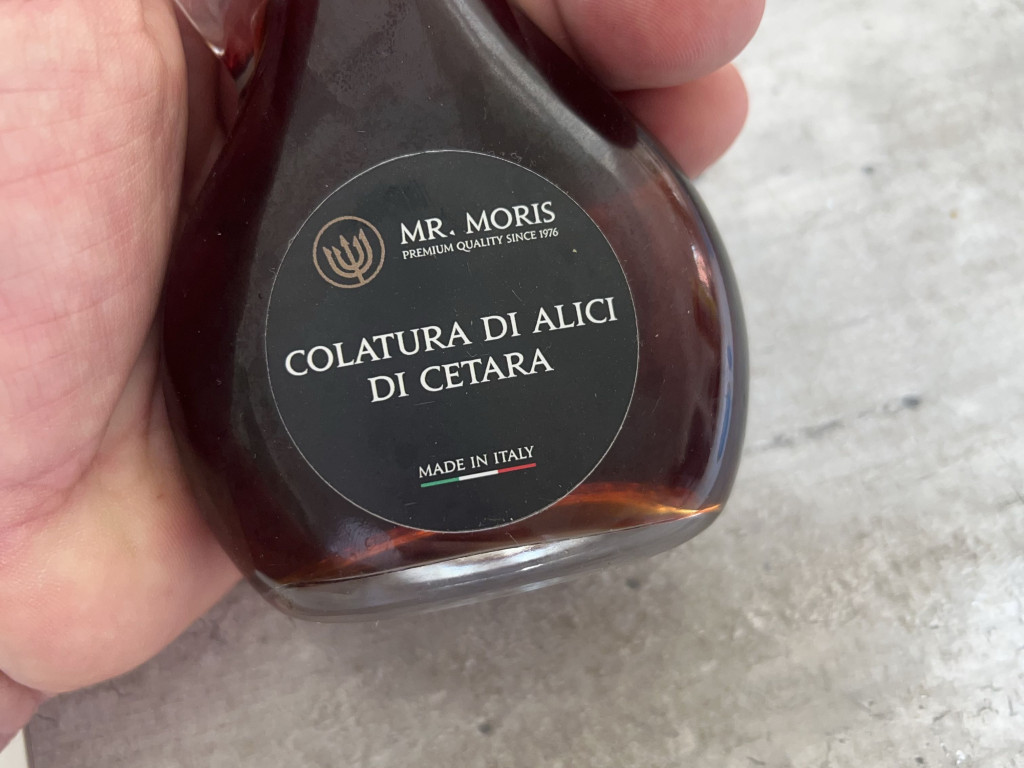 MR. MORIS
PREMIUM QUALITY SINCE 1976
COLATURA DI ALICI
DI CETARA
MADE IN ITALY